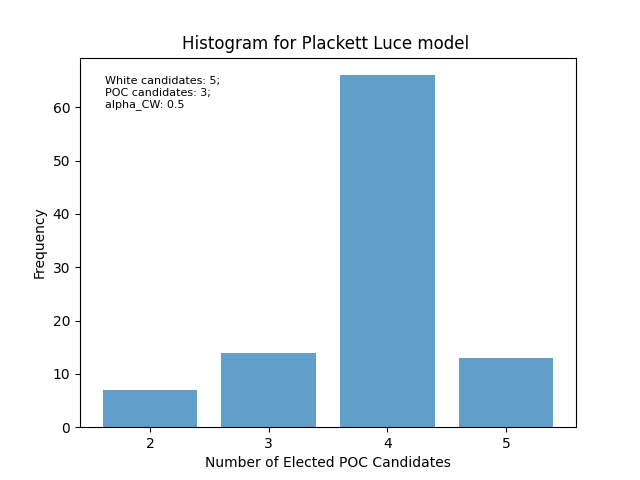 Histogram for Plackett Luce model
White candidates: 5;
POC candidates: 3;
alpha_CW: 0.5
60
50
40
30
20
10
0
Frequency
2 3 4 5
Number of Elected POC Candidates